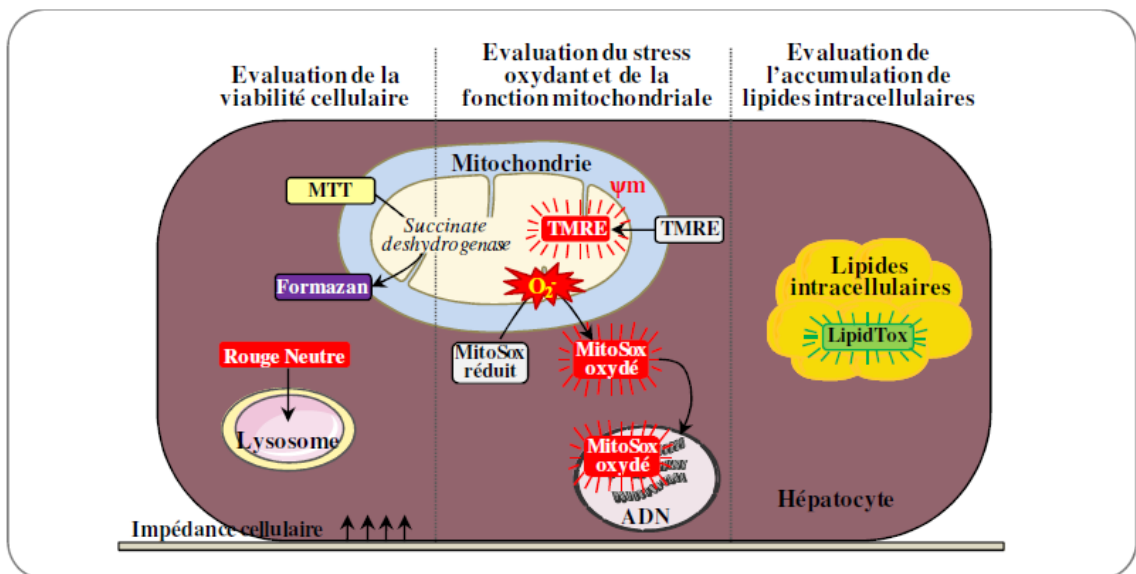 Evaluation de la
viabilité cellulaire
Evaluation du stress
oxydant et de la
fonction mitochondriale
Evaluation de
l'accumulation de
lipides intracellulaires
Mitochondrie
MTT
Ψm
Succinate
deshydrogenase
TMRE
TMRE
Formazan
O₂⁻
Lipides
intracellulaires
LipidTox
Rouge Neutre
MitoSox
réduit
MitoSox
oxydé
Lysosome
MitoSox
oxydé
ADN
Hépatocyte
Impédance cellulaire